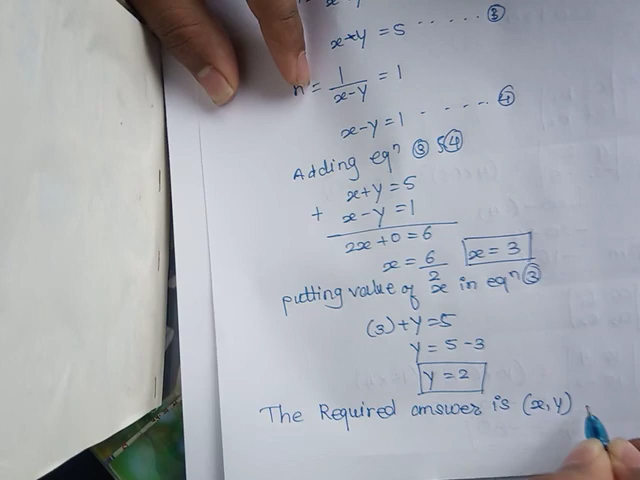 x+y = 5 ...... ③
n = 1/(x-y) = 1
x-y = 1 ...... ④
Adding eqⁿ ③ & ④
x+y = 5
+ x-y = 1
2x+0 = 6
x = 6/2 x = 3
putting value of x in eqⁿ ③
(3)+y = 5
y = 5-3
y = 2
The Required answer is (x,y)